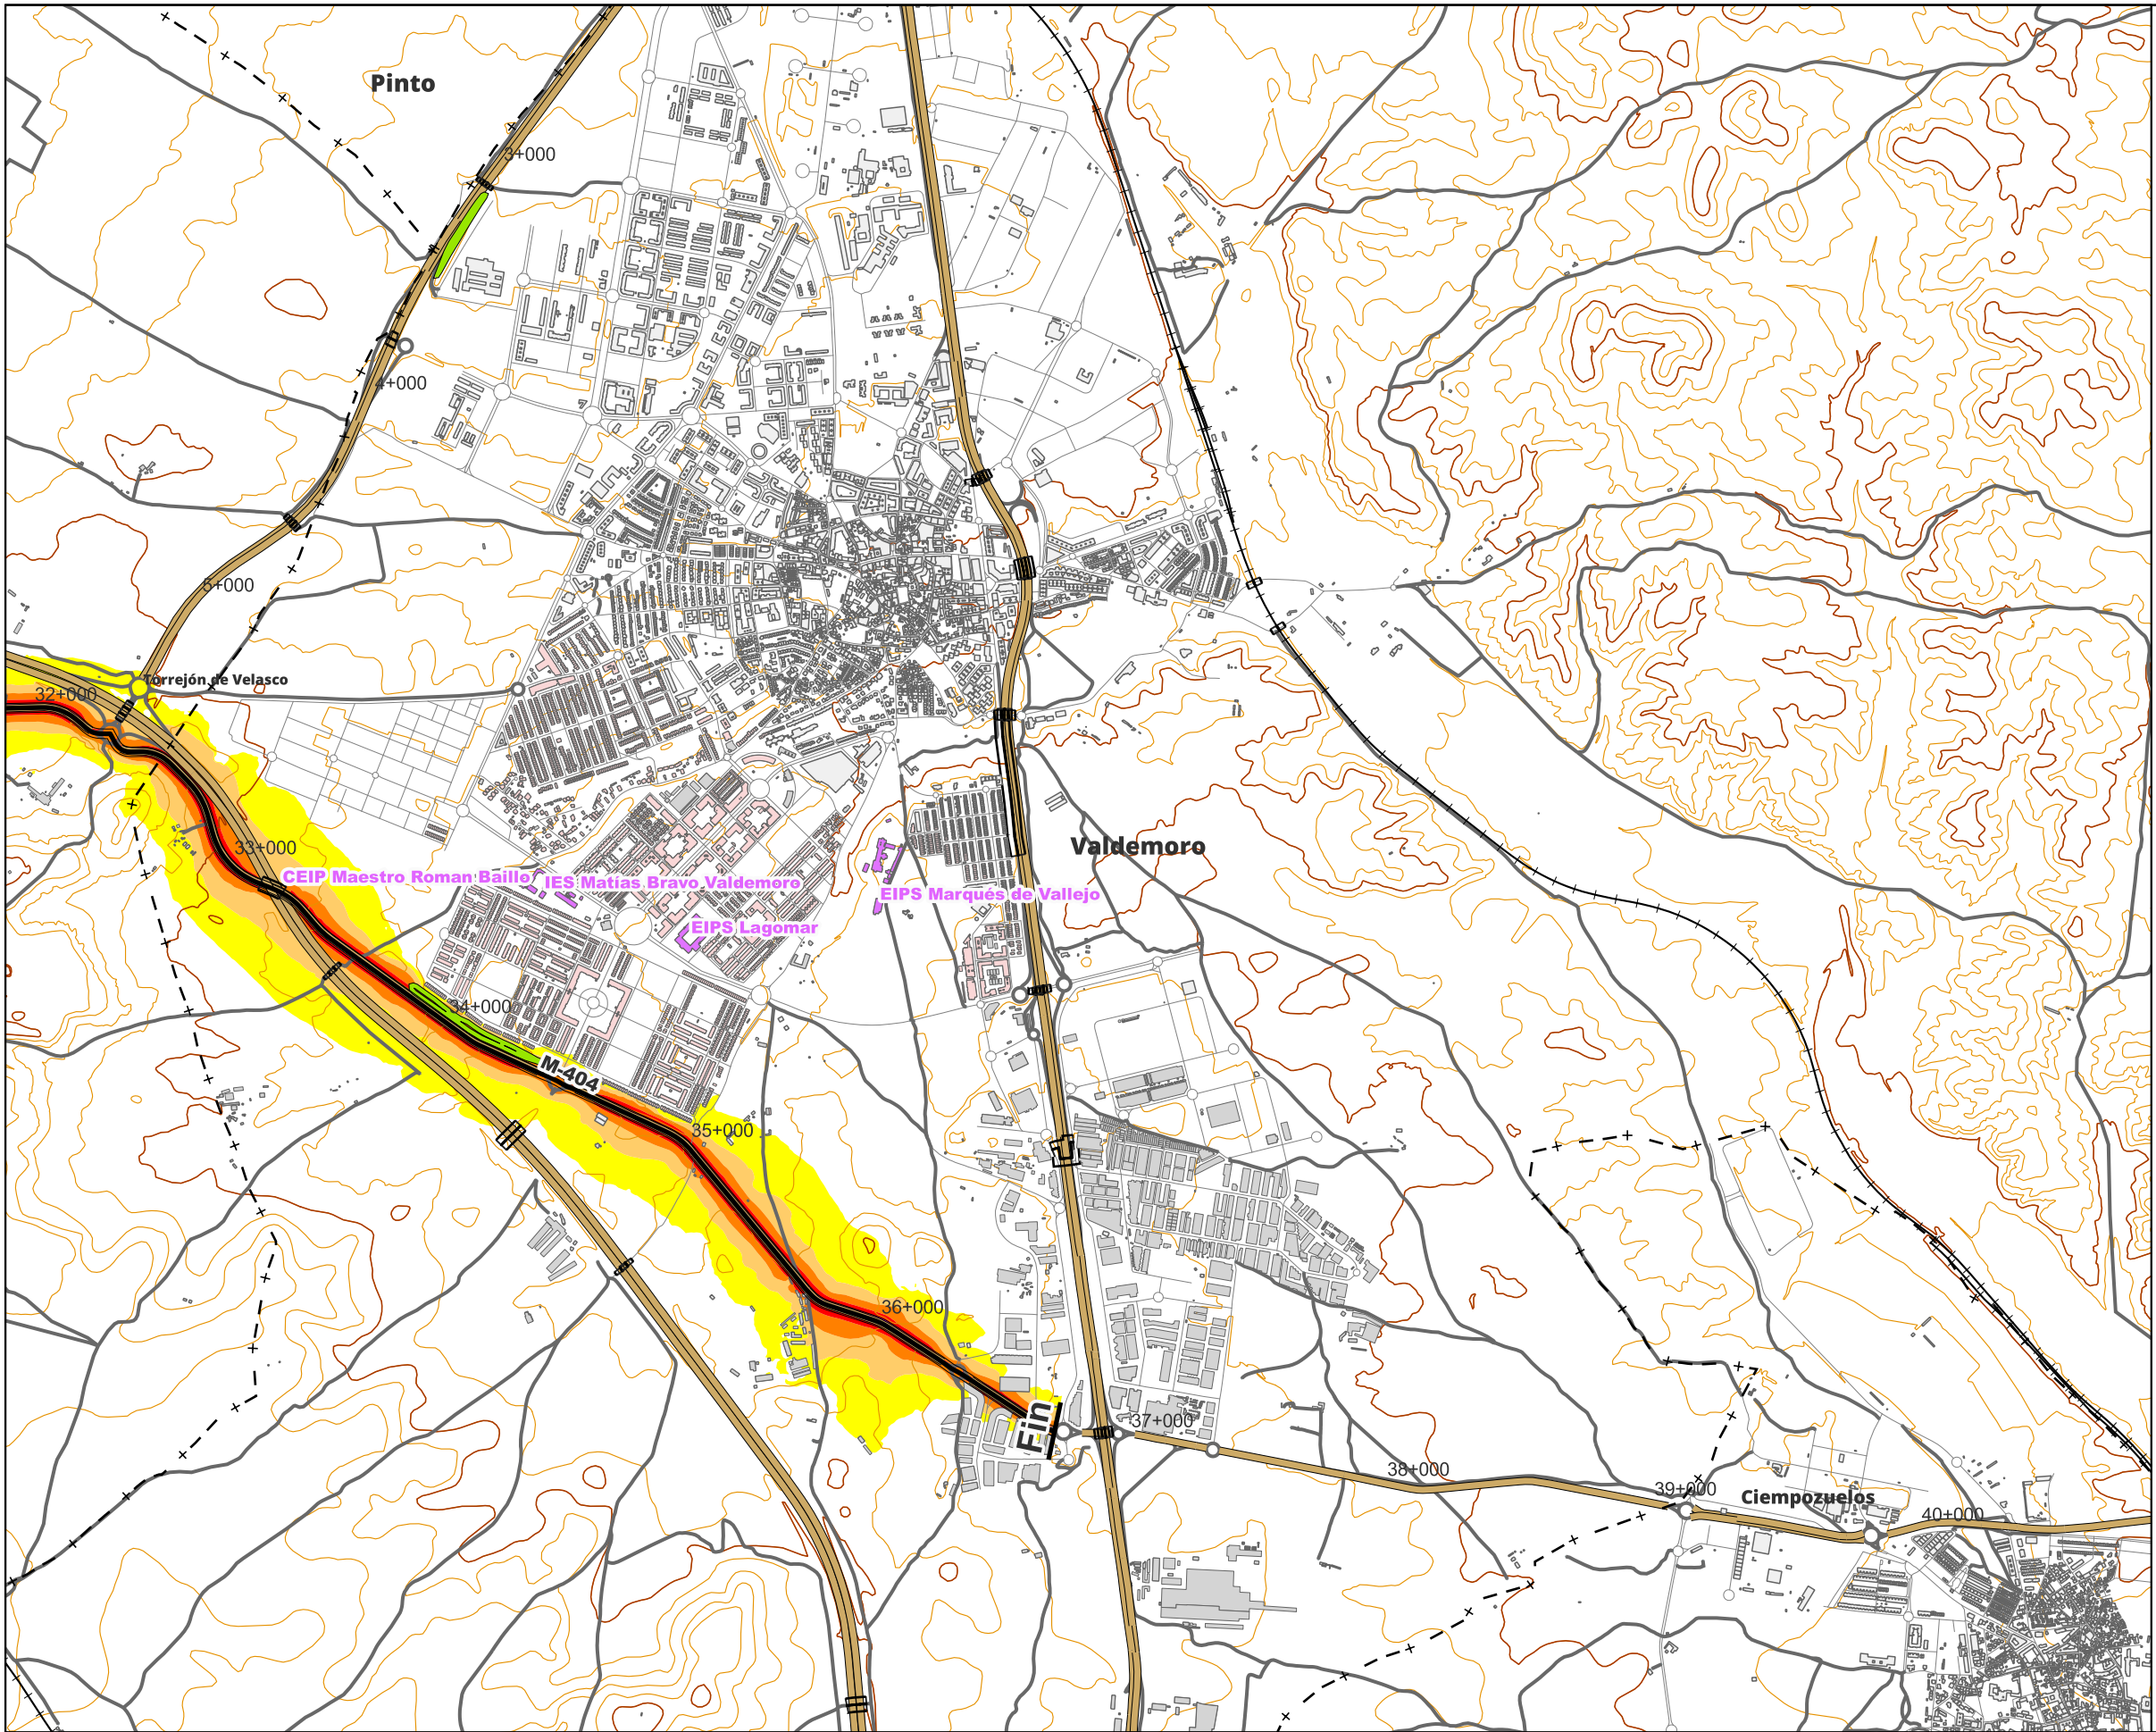 Pinto
3+000
4+000
5+000
Torrejón de Velasco
32+000
33+000
Valdemoro
CEIP Maestro Roman Baillo
IES Matías Bravo Valdemoro
EIPS Marqués de Vallejo
EIPS Lagomar
34+000
M-404
35+000
36+000
Fin
37+000
38+000
39+000
Ciempozuelos
40+000